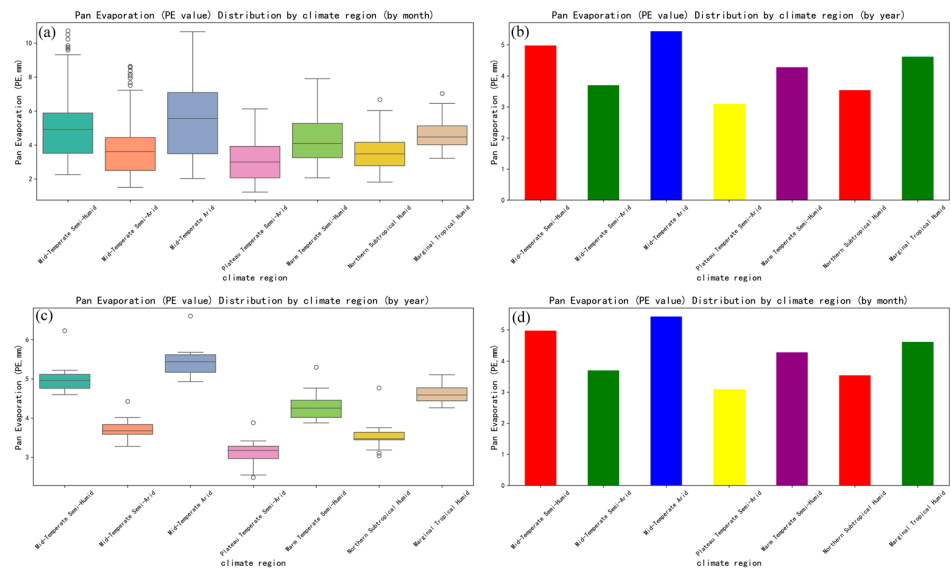 Pan Evaporation (PE value) Distribution by climate region (by month)
(a)
Pan Evaporation (PE,mm)
10
8
6
4
2
Mid-Temperate Semi-Humid
Mid-Temperate Semi-Arid
Mid-Temperate Arid
Plateau Temperate Semi-Arid
Warm Temperate Semi-Humid
Northern Subtropical Humid
Marginal Tropical Humid
climate region
Pan Evaporation (PE value) Distribution by climate region (by year)
(b)
Pan Evaporation (PE,mm)
5
4
3
2
1
0
Mid-Temperate Semi-Humid
Mid-Temperate Semi-Arid
Mid-Temperate Arid
Plateau Temperate Semi-Arid
Warm Temperate Semi-Humid
Northern Subtropical Humid
Marginal Tropical Humid
climate region
Pan Evaporation (PE value) Distribution by climate region (by year)
(c)
Pan Evaporation (PE,mm)
6
5
4
3
Mid-Temperate Semi-Humid
Mid-Temperate Semi-Arid
Mid-Temperate Arid
Plateau Temperate Semi-Arid
Warm Temperate Semi-Humid
Northern Subtropical Humid
Marginal Tropical Humid
climate region
Pan Evaporation (PE value) Distribution by climate region (by month)
(d)
Pan Evaporation (PE,mm)
5
4
3
2
1
0
Mid-Temperate Semi-Humid
Mid-Temperate Semi-Arid
Mid-Temperate Arid
Plateau Temperate Semi-Arid
Warm Temperate Semi-Humid
Northern Subtropical Humid
Marginal Tropical Humid
climate region